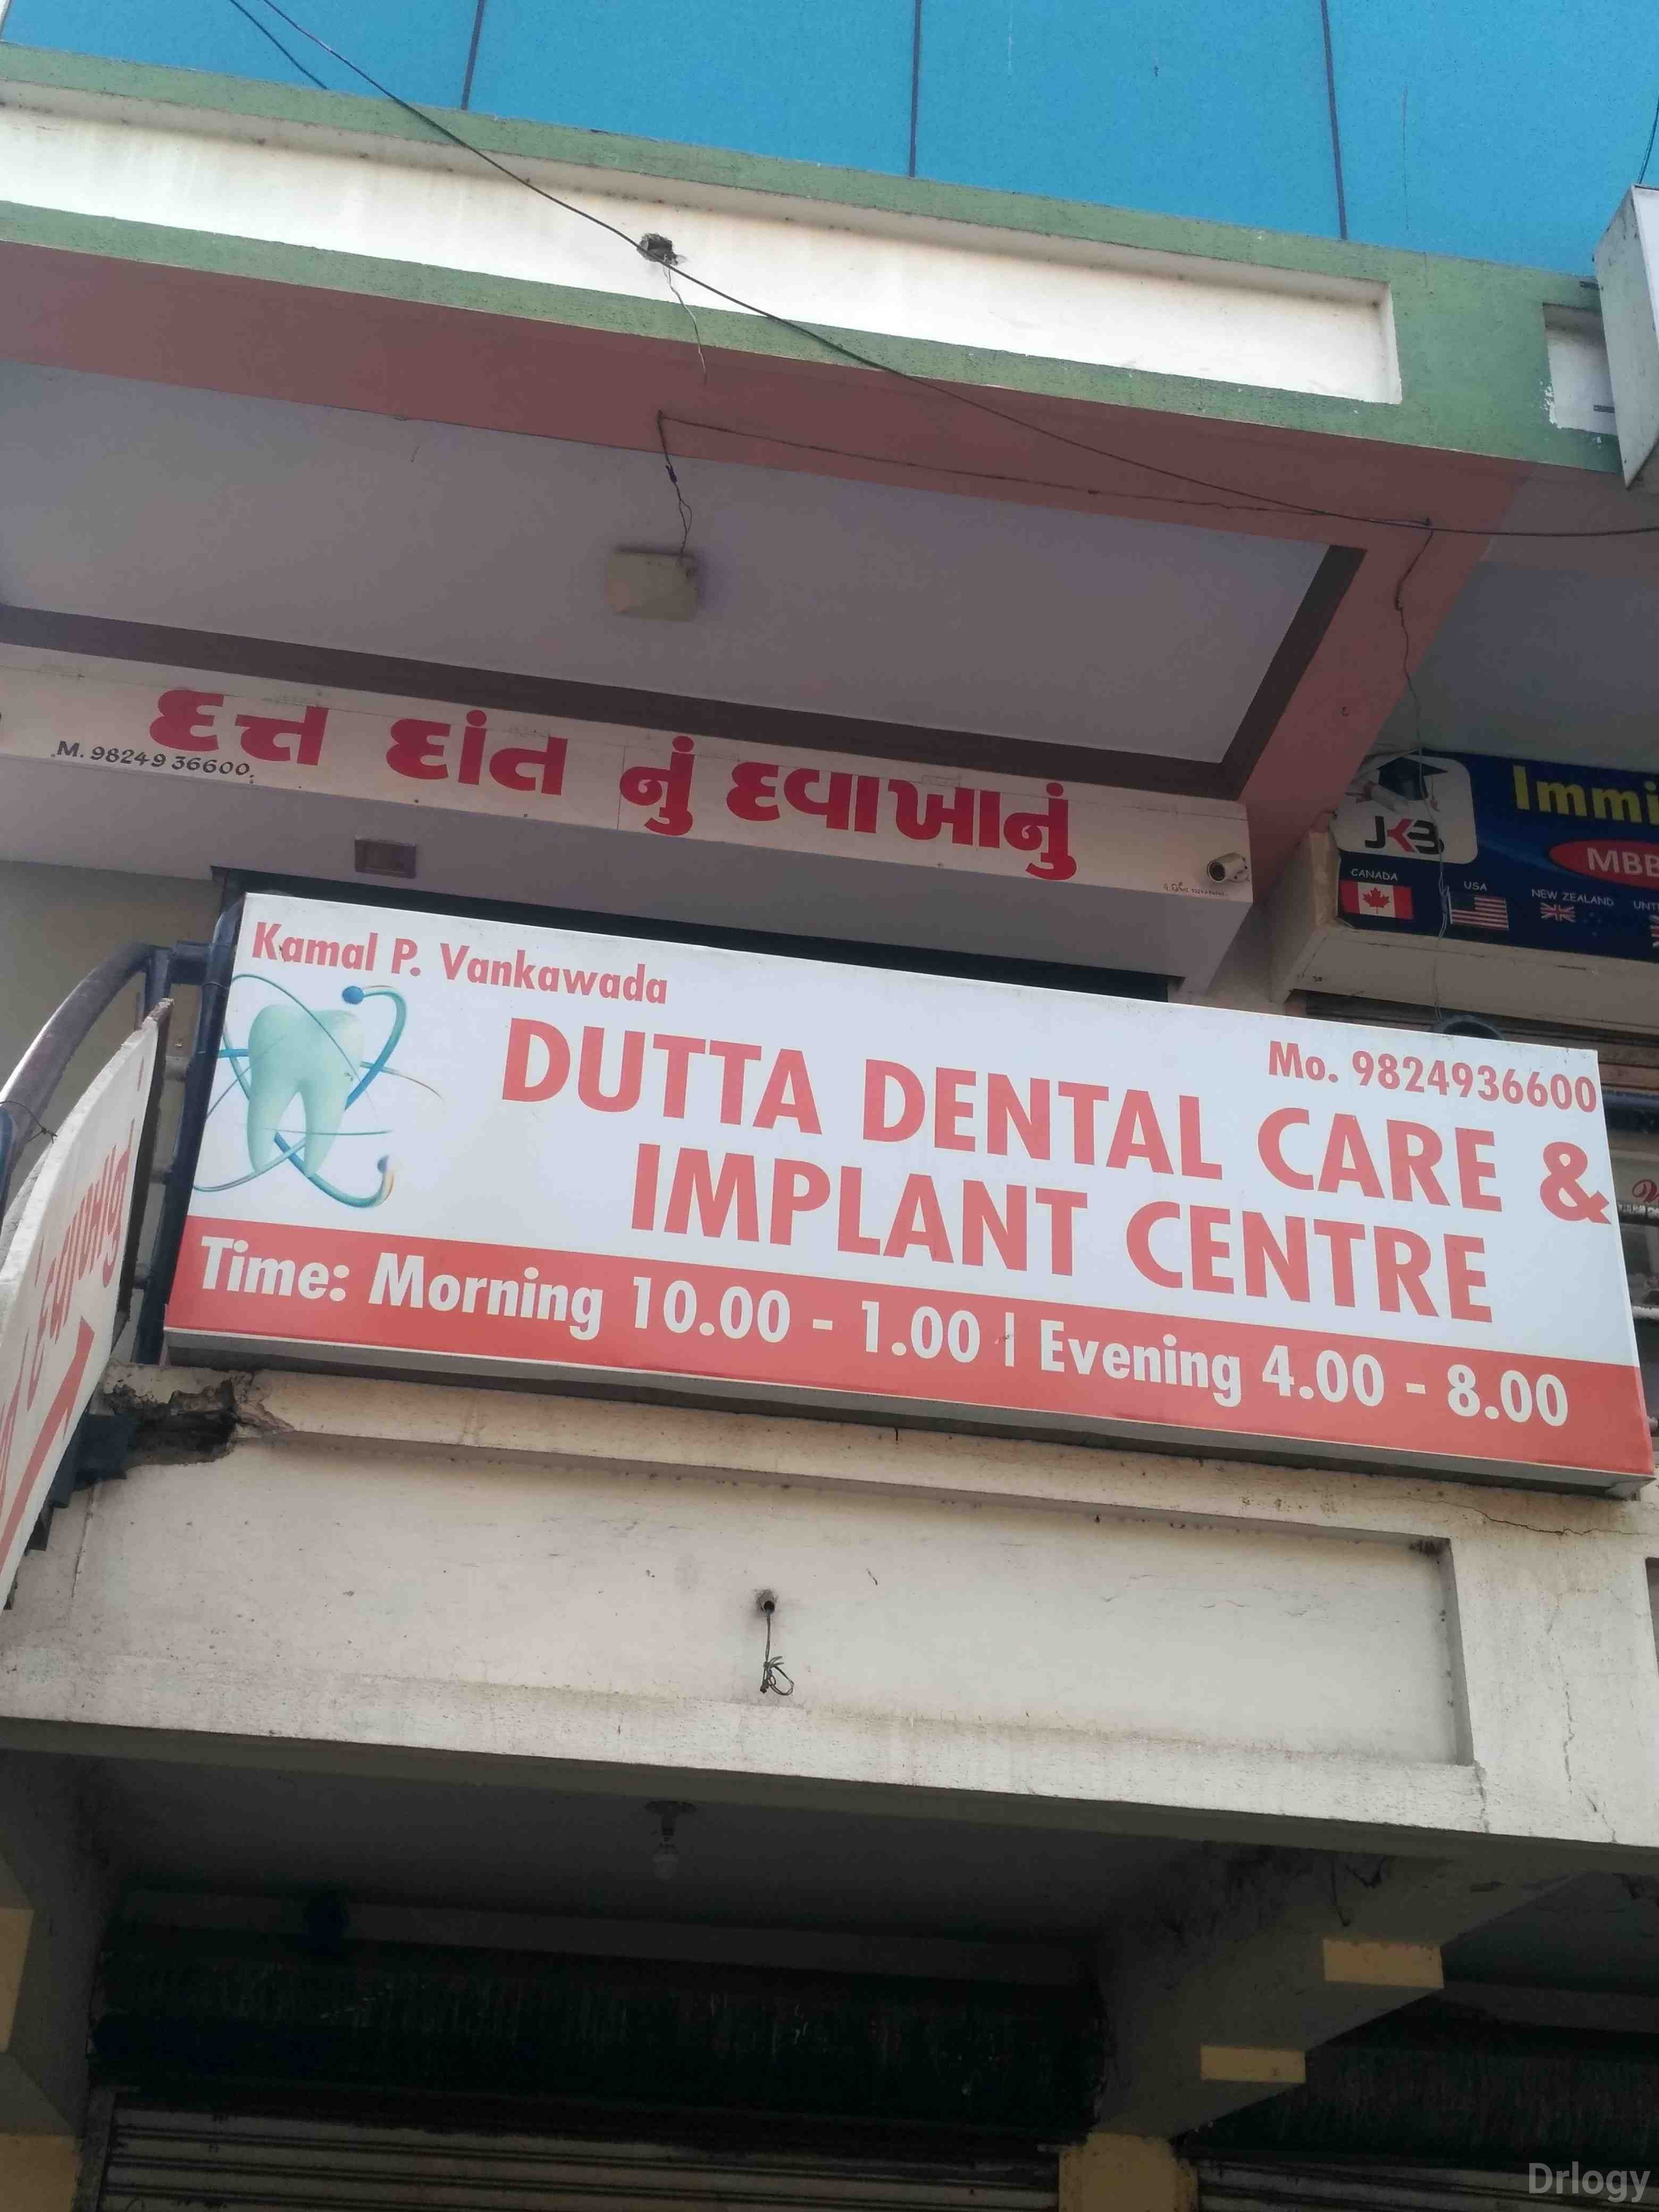 દત્ત દાંત નું દવાખાનું
M. 98249 36600
JKB
Immi
MBB
CANADA
USA
NEW ZEALAND
Kamal P. Vankawada
Mo. 9824936600
DUTTA DENTAL CARE &
IMPLANT CENTRE
Time: Morning 10.00 - 1.00 | Evening 4.00 - 8.00
Drlogy